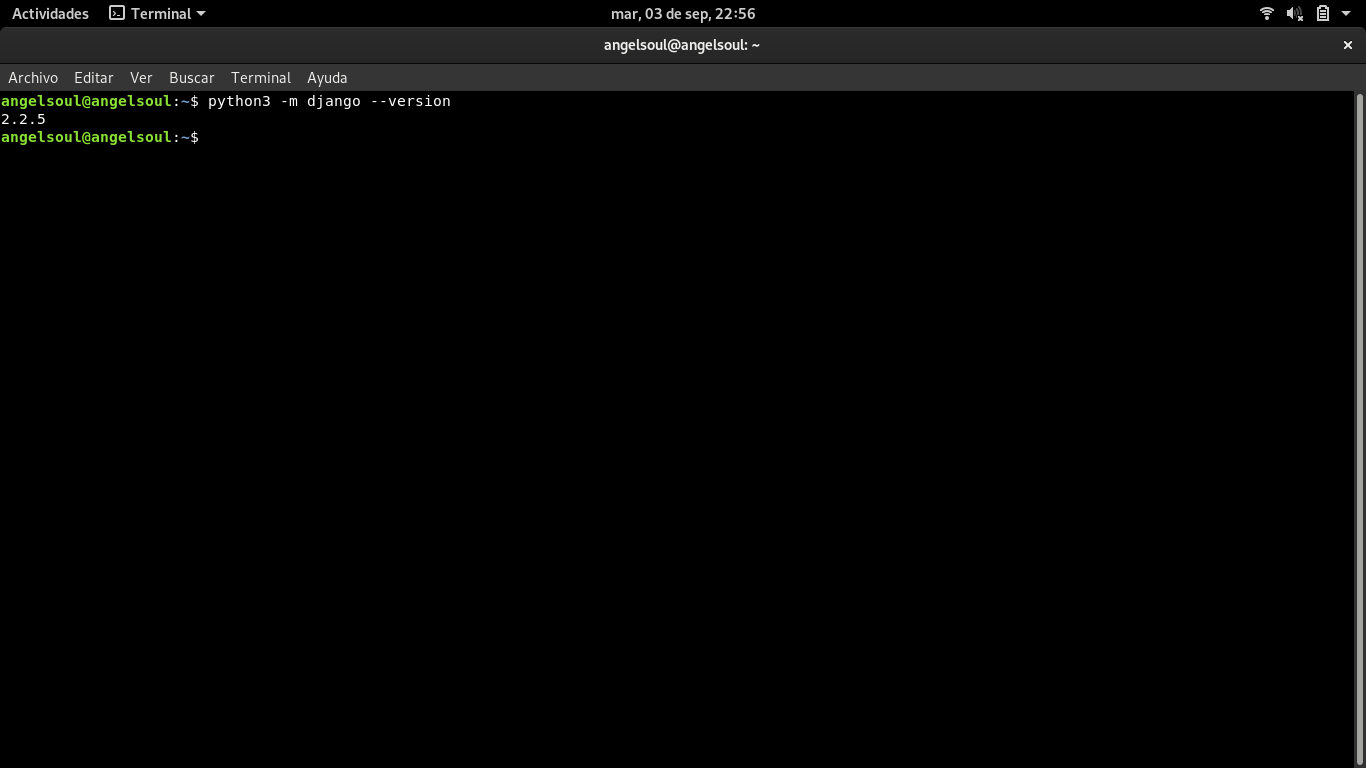 Actividades Terminal mar, 03 de sep, 22:56
angelsoul@angelsoul: ~
Archivo Editar Ver Buscar Terminal Ayuda
angelsoul@angelsoul:~$ python3 -m django --version
2.2.5
angelsoul@angelsoul:~$